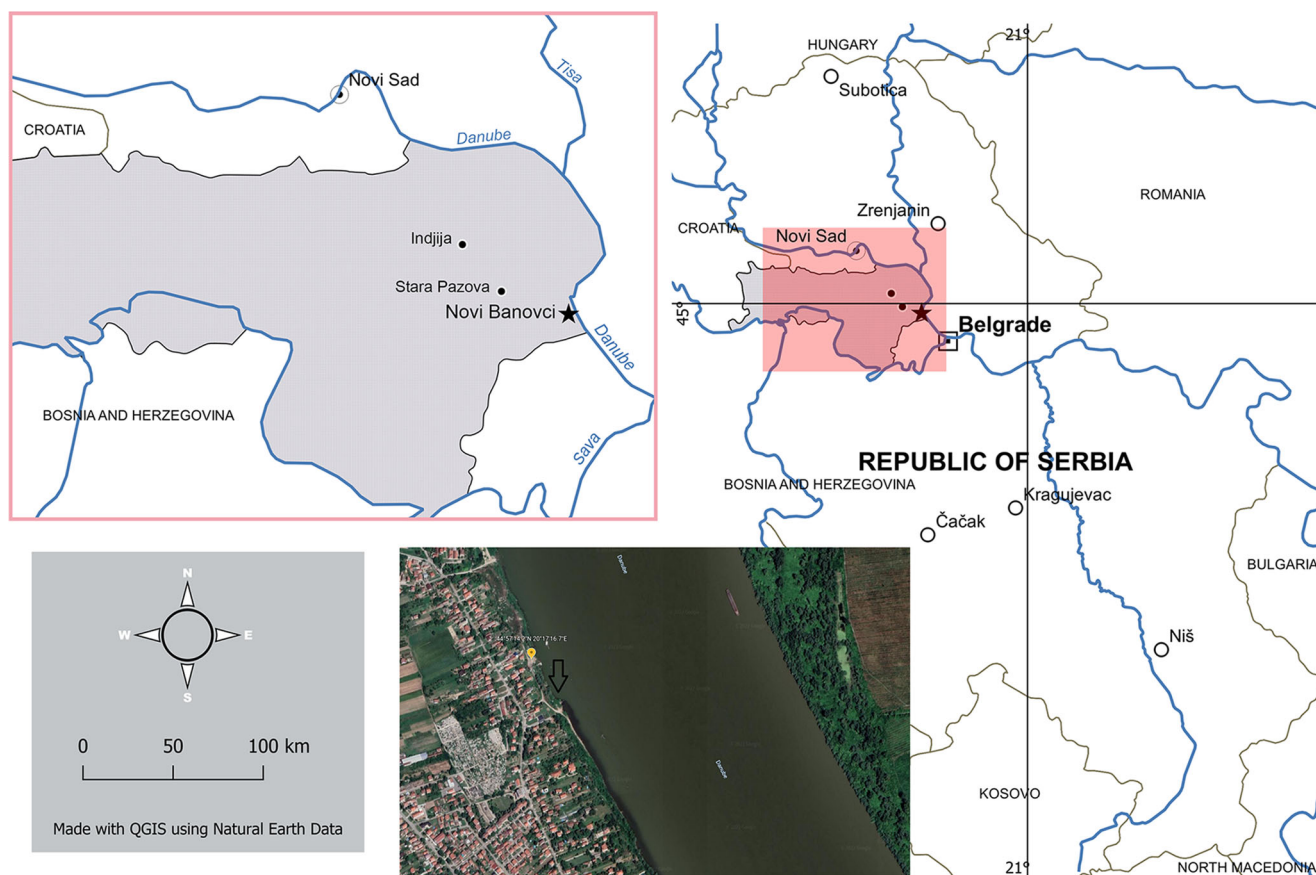 Novi Sad
Tisa
CROATIA
Danube
Indjija
Stara Pazova
Novi Banovci
Danube
BOSNIA AND HERZEGOVINA
Sava
21°
HUNGARY
Subotica
ROMANIA
Zrenjanin
CROATIA
Novi Sad
45°
Belgrade
REPUBLIC OF SERBIA
BOSNIA AND HERZEGOVINA
Kragujevac
Čačak
BULGARIA
Niš
KOSOVO
21°
NORTH MACEDONIA
N
W
E
S
0 50 100 km
Made with QGIS using Natural Earth Data
Danube
Danube